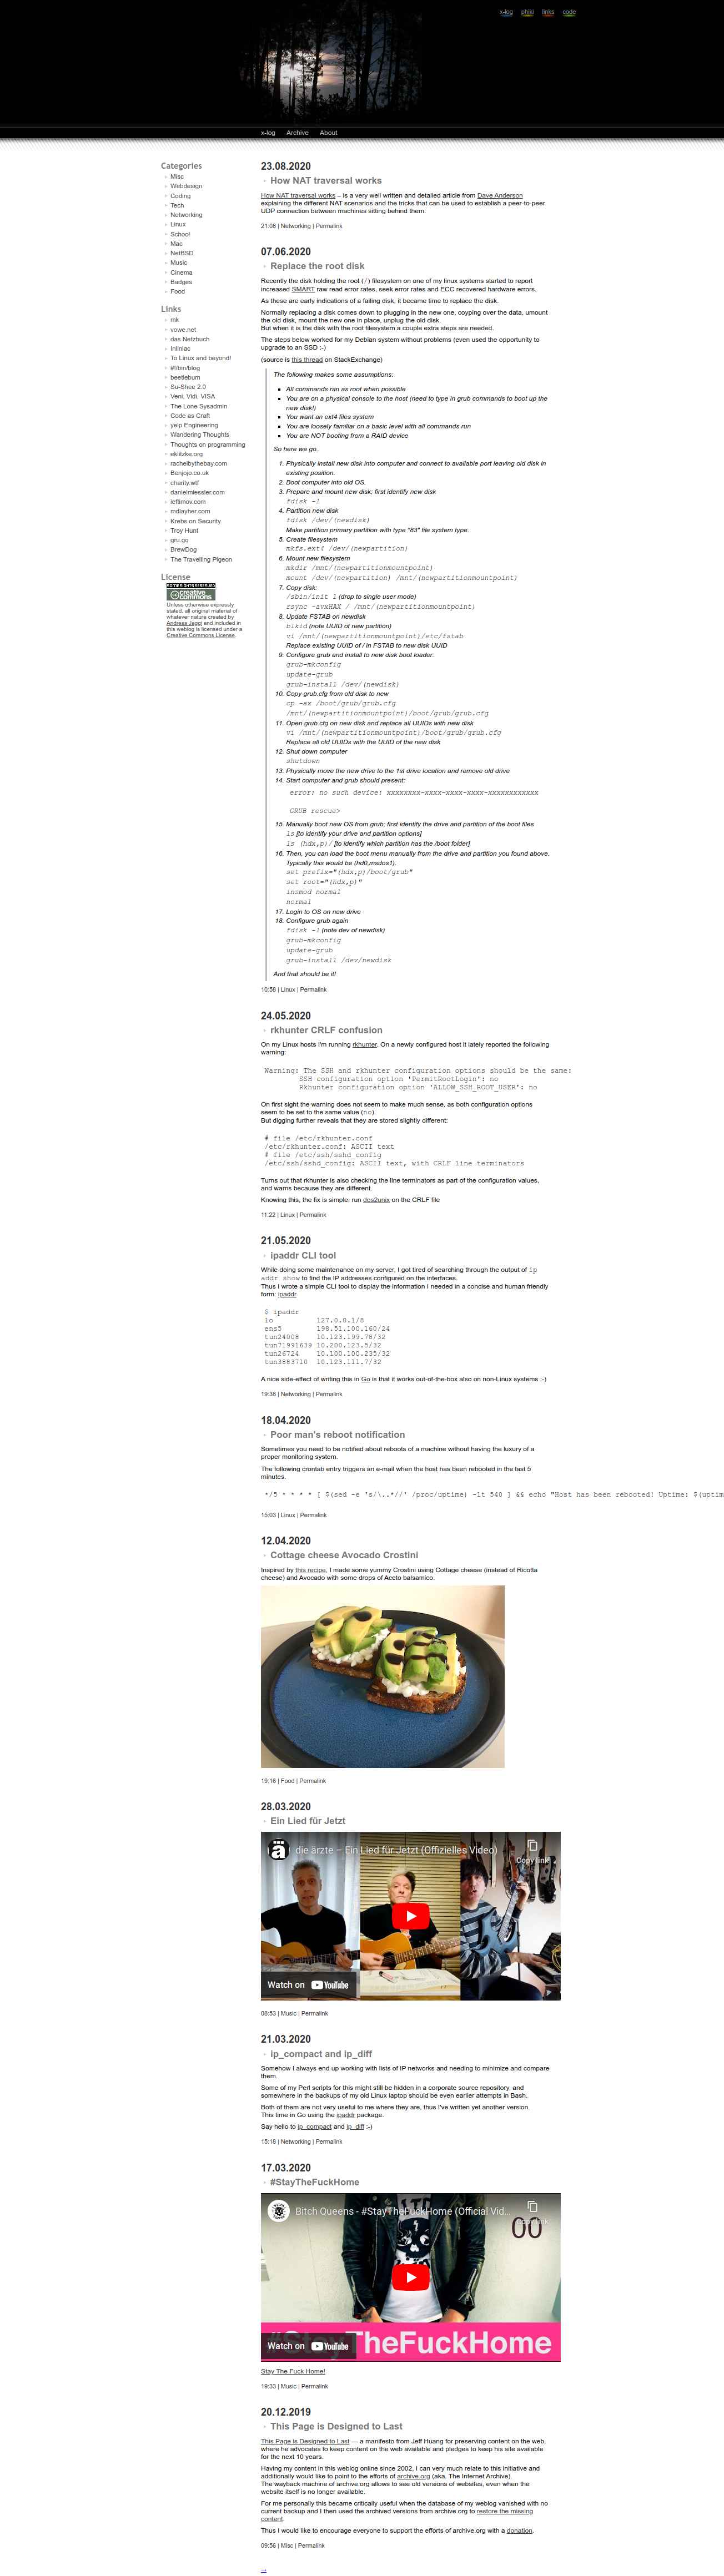 x-log phiki links code
x-log Archive About
Categories
Misc
Webdesign
Coding
Tech
Networking
Linux
School
Mac
NetBSD
Music
Cinema
Badges
Food
Links
mk
vowe.net
das Netzbuch
Inliniac
To Linux and beyond!
#!/bin/blog
beetlebum
Su-Shee 2.0
Veni, Vidi, VISA
The Lone Sysadmin
Code as Craft
yelp Engineering
Wandering Thoughts
Thoughts on programming
eklitzke.org
rachelbythebay.com
Benjojo.co.uk
charity.wtf
danielmiessler.com
ieftimov.com
mdlayher.com
Krebs on Security
Troy Hunt
gru.gq
BrewDog
The Travelling Pigeon
License
SOME RIGHTS RESERVED
creative commons
Unless otherwise expressly
stated, all original material of
whatever nature created by
Andreas Jaggi and included in
this weblog is licensed under a
Creative Commons License.
23.08.2020
How NAT traversal works
How NAT traversal works – is a very well written and detailed article from Dave Anderson
explaining the different NAT scenarios and the tricks that can be used to establish a peer-to-peer
UDP connection between machines sitting behind them.
21:08 | Networking | Permalink
07.06.2020
Replace the root disk
Recently the disk holding the root (/) filesystem on one of my linux systems started to report
increased SMART raw read error rates, seek error rates and ECC recovered hardware errors.
As these are early indications of a failing disk, it became time to replace the disk.
Normally replacing a disk comes down to plugging in the new one, coyping over the data, umount
the old disk, mount the new one in place, unplug the old disk.
But when it is the disk with the root filesystem a couple extra steps are needed.
The steps below worked for my Debian system without problems (even used the opportunity to
upgrade to an SSD :-)
(source is this thread on StackExchange)
The following makes some assumptions:
All commands ran as root when possible
You are on a physical console to the host (need to type in grub commands to boot up the
new disk!)
You want an ext4 files system
You are loosely familiar on a basic level with all commands run
You are NOT booting from a RAID device
So here we go.
1. Physically install new disk into computer and connect to available port leaving old disk in
existing position.
2. Boot computer into old OS.
3. Prepare and mount new disk; first identify new disk
fdisk -l
4. Partition new disk
fdisk /dev/(newdisk)
Make partition primary partition with type "83" file system type.
5. Create filesystem
mkfs.ext4 /dev/(newpartition)
6. Mount new filesystem
mkdir /mnt/(newpartitionmountpoint)
mount /dev/(newpartition) /mnt/(newpartitionmountpoint)
7. Copy disk:
/sbin/init 1 (drop to single user mode)
rsync -avxHAX / /mnt/(newpartitionmountpoint)
8. Update FSTAB on newdisk
blkid (note UUID of new partition)
vi /mnt/(newpartitionmountpoint)/etc/fstab
Replace existing UUID of / in FSTAB to new disk UUID
9. Configure grub and install to new disk boot loader:
grub-mkconfig
update-grub
grub-install /dev/(newdisk)
10. Copy grub.cfg from old disk to new
cp -ax /boot/grub/grub.cfg
/mnt/(newpartitionmountpoint)/boot/grub/grub.cfg
11. Open grub.cfg on new disk and replace all UUIDs with new disk
vi /mnt/(newpartitionmountpoint)/boot/grub/grub.cfg
Replace all old UUIDs with the UUID of the new disk
12. Shut down computer
shutdown
13. Physically move the new drive to the 1st drive location and remove old drive
14. Start computer and grub should present:
error: no such device: xxxxxxxx-xxxx-xxxx-xxxx-xxxxxxxxxxxx
GRUB rescue>
15. Manually boot new OS from grub; first identify the drive and partition of the boot files
ls [to identify your drive and partition options]
ls (hdx,p)/ [to identify which partition has the /boot folder]
16. Then, you can load the boot menu manually from the drive and partition you found above.
Typically this would be (hd0,msdos1).
set prefix="(hdx,p)/boot/grub"
set root="(hdx,p)"
insmod normal
normal
17. Login to OS on new drive
18. Configure grub again
fdisk -l (note dev of newdisk)
grub-mkconfig
update-grub
grub-install /dev/newdisk
And that should be it!
10:58 | Linux | Permalink
24.05.2020
rkhunter CRLF confusion
On my Linux hosts I'm running rkhunter. On a newly configured host it lately reported the following
warning:
Warning: The SSH and rkhunter configuration options should be the same:
SSH configuration option 'PermitRootLogin': no
Rkhunter configuration option 'ALLOW_SSH_ROOT_USER': no
On first sight the warning does not seem to make much sense, as both configuration options
seem to be set to the same value (no).
But digging further reveals that they are stored slightly different:
# file /etc/rkhunter.conf
/etc/rkhunter.conf: ASCII text
# file /etc/ssh/sshd_config
/etc/ssh/sshd_config: ASCII text, with CRLF line terminators
Turns out that rkhunter is also checking the line terminators as part of the configuration values,
and warns because they are different.
Knowing this, the fix is simple: run dos2unix on the CRLF file
11:22 | Linux | Permalink
21.05.2020
ipaddr CLI tool
While doing some maintenance on my server, I got tired of searching through the output of ip
addr show to find the IP addresses configured on the interfaces.
Thus I wrote a simple CLI tool to display the information I needed in a concise and human friendly
form: ipaddr
$ ipaddr
lo 127.0.0.1/8
ens5 198.51.100.160/24
tun24008 10.123.199.78/32
tun71991639 10.200.123.5/32
tun26724 10.100.100.235/32
tun3883710 10.123.111.7/32
A nice side-effect of writing this in Go is that it works out-of-the-box also on non-Linux systems :-)
19:38 | Networking | Permalink
18.04.2020
Poor man's reboot notification
Sometimes you need to be notified about reboots of a machine without having the luxury of a
proper monitoring system.
The following crontab entry triggers an e-mail when the host has been rebooted in the last 5
minutes.
*/5 * * * * [ $(sed -e 's/\..*//' /proc/uptime) -lt 540 ] && echo "Host has been rebooted! Uptime: $(uptim
15:03 | Linux | Permalink
12.04.2020
Cottage cheese Avocado Crostini
Inspired by this recipe, I made some yummy Crostini using Cottage cheese (instead of Ricotta
cheese) and Avocado with some drops of Aceto balsamico.
19:16 | Food | Permalink
28.03.2020
Ein Lied für Jetzt
die ärzte – Ein Lied für Jetzt (Offizielles Video)
Copy link
Watch on YouTube
08:53 | Music | Permalink
21.03.2020
ip_compact and ip_diff
Somehow I always end up working with lists of IP networks and needing to minimize and compare
them.
Some of my Perl scripts for this might still be hidden in a corporate source repository, and
somewhere in the backups of my old Linux laptop should be even earlier attempts in Bash.
Both of them are not very useful to me where they are, thus I've written yet another version.
This time in Go using the ipaddr package.
Say hello to ip_compact and ip_diff :-)
15:18 | Networking | Permalink
17.03.2020
#StayTheFuckHome
Bitch Queens - #StayTheFuckHome (Official Vid...
00
Watch on YouTube
TheFuckHome
Stay The Fuck Home!
19:33 | Music | Permalink
20.12.2019
This Page is Designed to Last
This Page is Designed to Last — a manifesto from Jeff Huang for preserving content on the web,
where he advocates to keep content on the web available and pledges to keep his site available
for the next 10 years.
Having my content in this weblog online since 2002, I can very much relate to this initiative and
additionally would like to point to the efforts of archive.org (aka. The Internet Archive).
The wayback machine of archive.org allows to see old versions of websites, even when the
website itself is no longer available.
For me personally this became critically useful when the database of my weblog vanished with no
current backup and I then used the archived versions from archive.org to restore the missing
content.
Thus I would like to encourage everyone to support the efforts of archive.org with a donation.
09:56 | Misc | Permalink
→